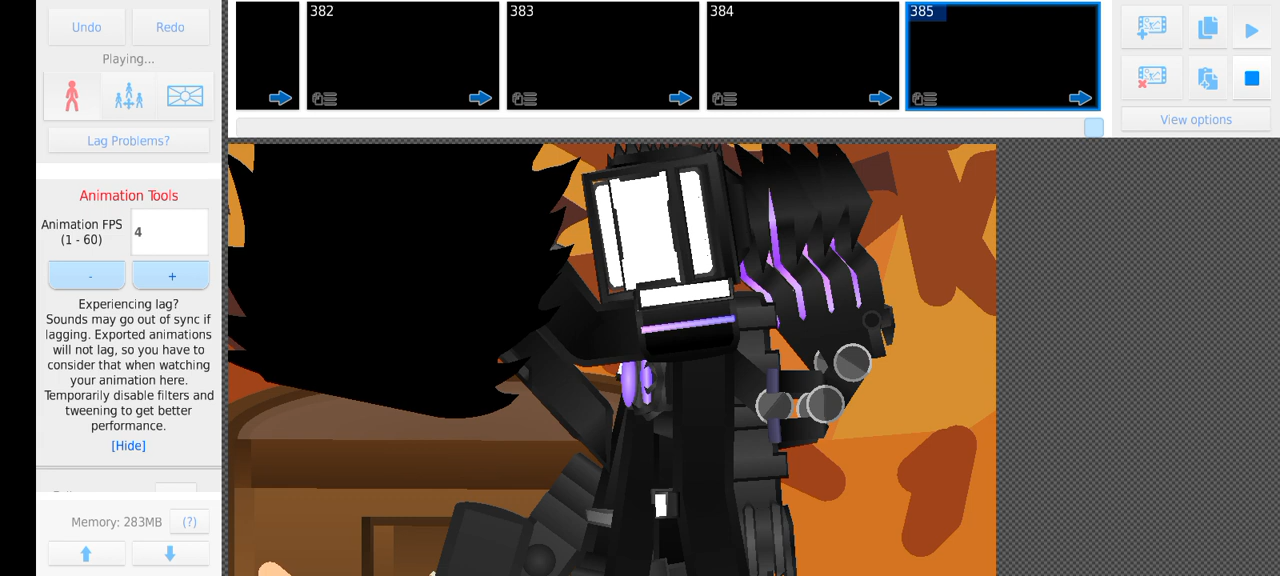 Undo Redo
Playing...
Lag Problems?
Animation Tools
Animation FPS
(1 - 60)
4
- +
Experiencing lag?
Sounds may go out of sync if
lagging. Exported animations
will not lag, so you have to
consider that when watching
your animation here.
Temporarily disable filters and
tweening to get better
performance.
[Hide]
Memory: 283MB (?)
382 383 384 385
View options